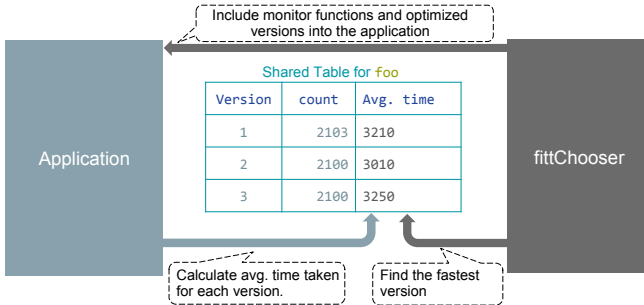 Include monitor functions and optimized
versions into the application
Shared Table for foo
Version count Avg. time
1 2103 3210
2 2100 3010
3 2100 3250
Application
fittChooser
Calculate avg. time taken
for each version.
Find the fastest
version